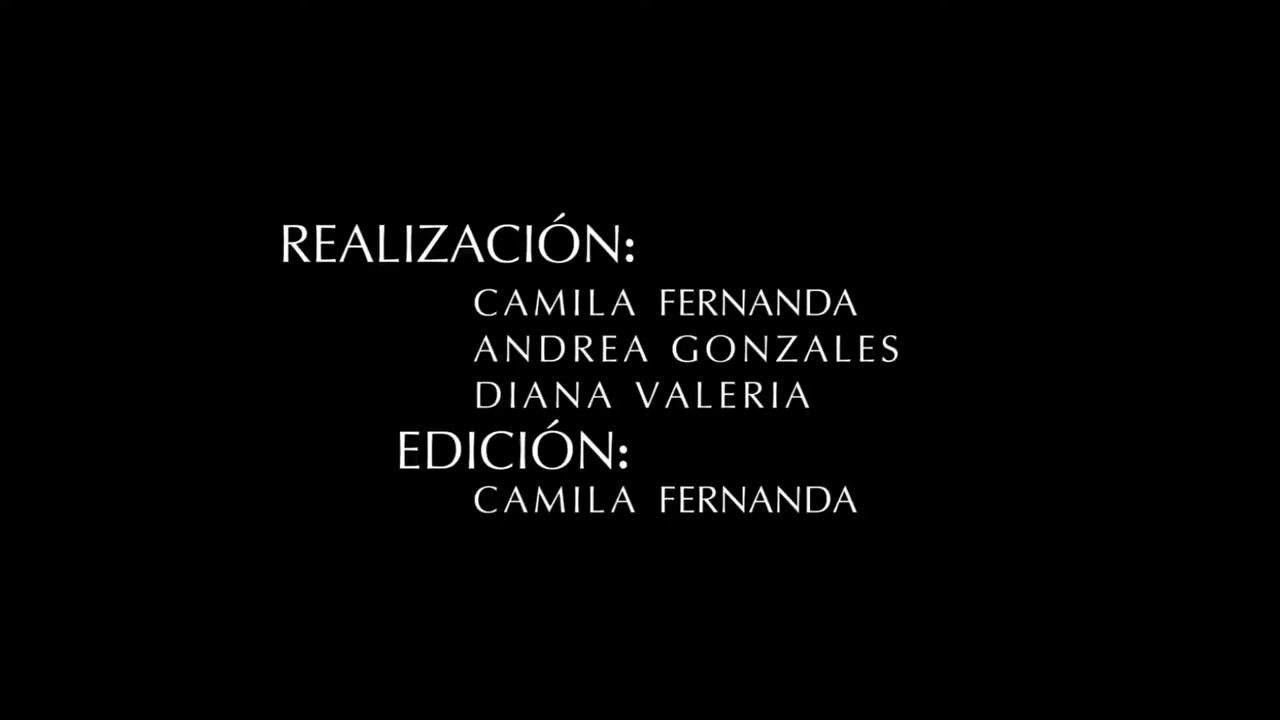 REALIZACIÓN:
CAMILA FERNANDA
ANDREA GONZALES
DIANA VALERIA
EDICIÓN:
CAMILA FERNANDA